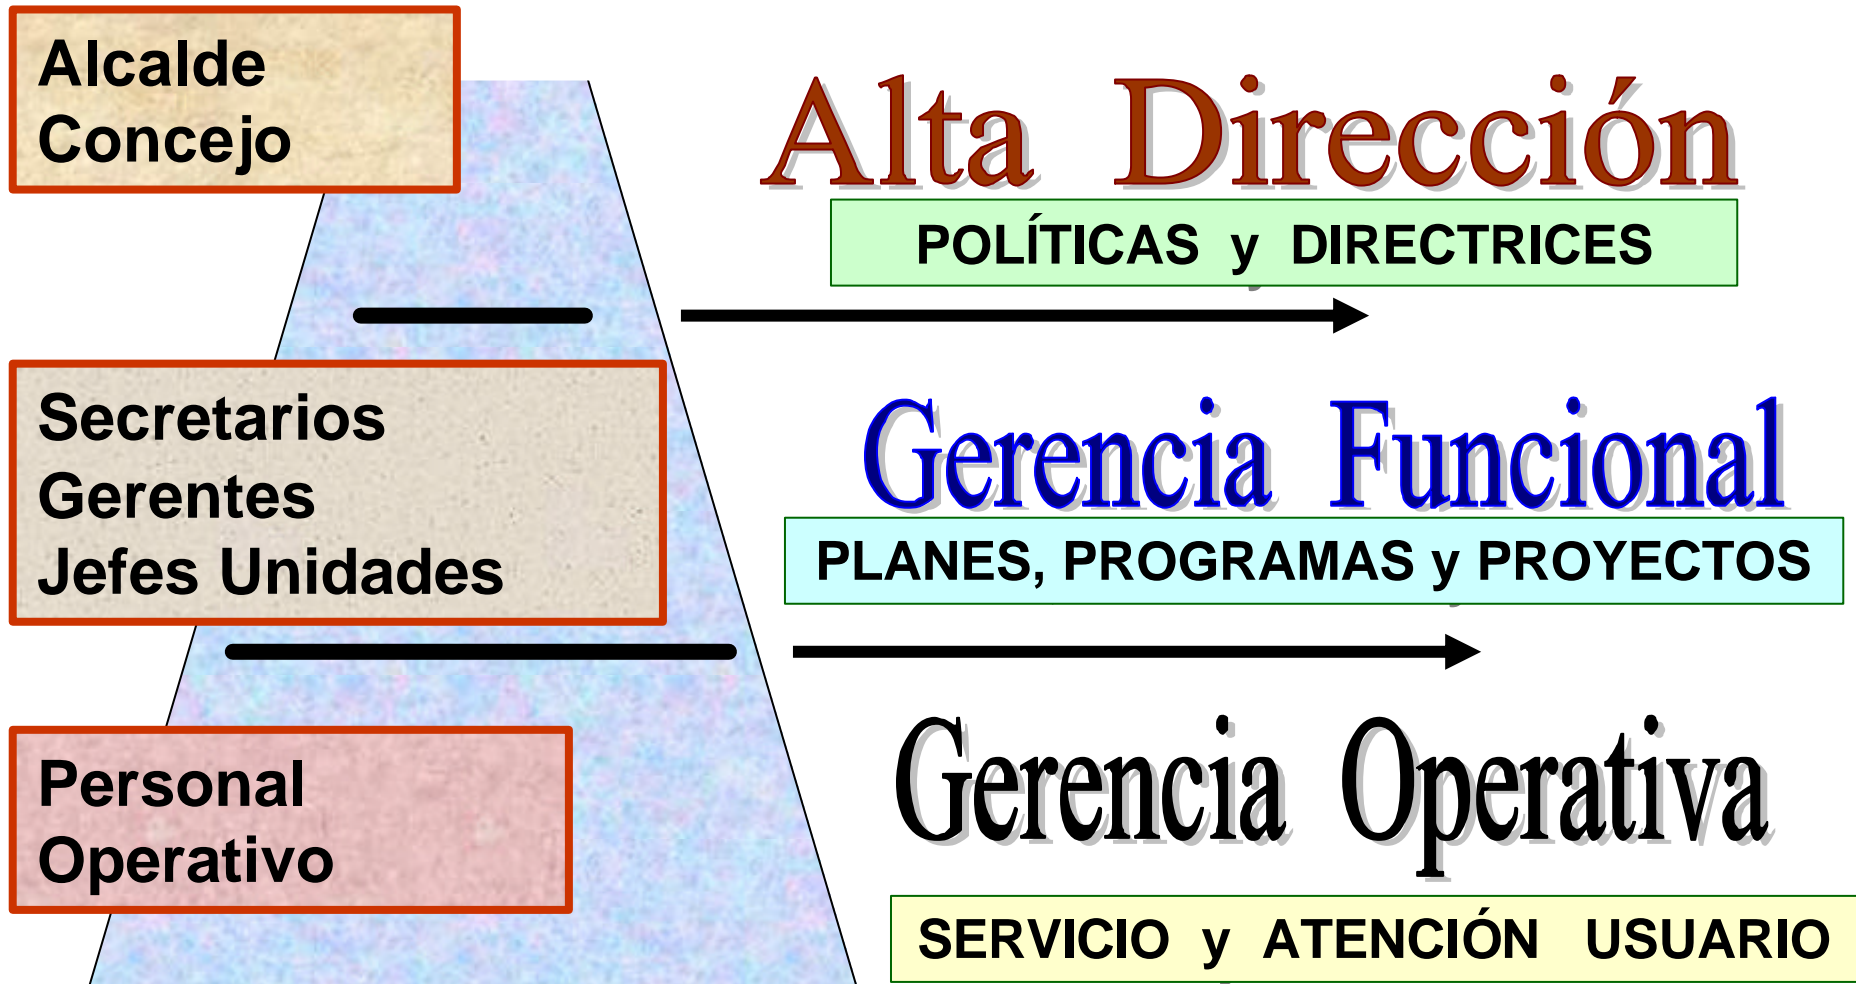 Alcalde
Concejo
Alta Dirección
POLÍTICAS y DIRECTRICES
Secretarios
Gerentes
Jefes Unidades
Gerencia Funcional
PLANES, PROGRAMAS y PROYECTOS
Personal
Operativo
Gerencia Operativa
SERVICIO y ATENCIÓN USUARIO